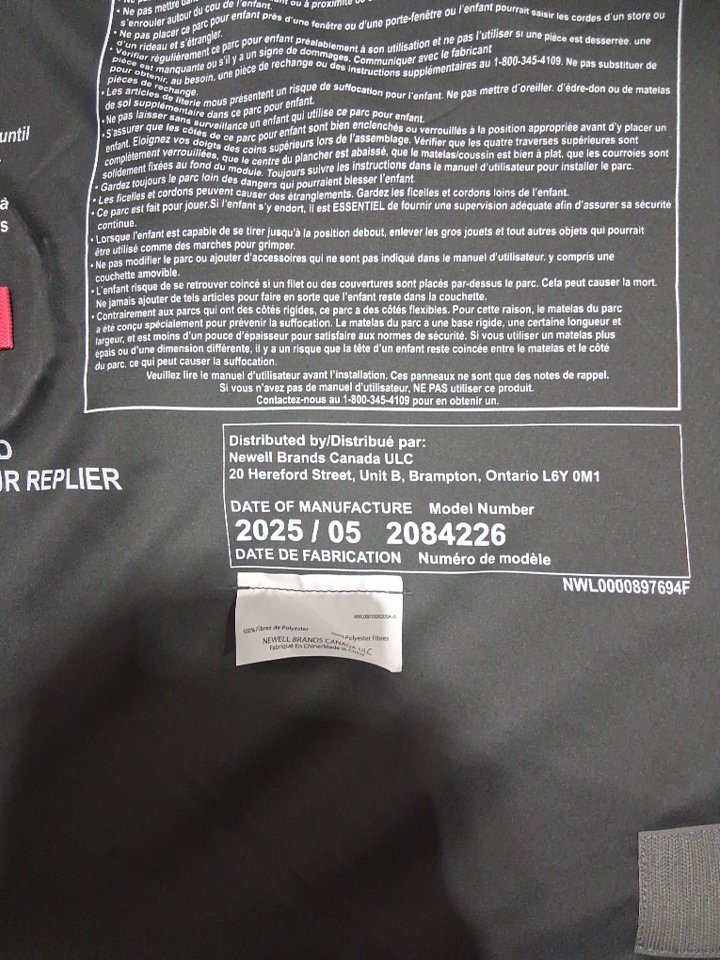 • Ne pas mettre
ou à proximité
s'enrouler autour du cou de l'enfant.
• Ne pas placer ce parc pour enfant près d'une fenêtre ou d'une porte-fenêtre ou l'enfant pourrait saisir les cordes d'un store ou
d'un rideau et s'étrangler.
• Vérifier régulièrement ce parc pour enfant préalablement à son utilisation et ne pas l'utiliser si une pièce est desserrée, une
pièce est manquante ou s'il y a un signe de dommages. Communiquer avec le fabricant
pour obtenir, au besoin, une pièce de rechange ou des instructions supplémentaires au 1-800-345-4109. Ne pas substituer de
pièces de rechange.
• Les articles de literie mous présentent un risque de suffocation pour l'enfant. Ne pas mettre d'oreiller, d'édre-don ou de matelas
de sol supplémentaire dans ce parc pour enfant.
• Ne pas laisser sans surveillance un enfant qui utilise ce parc pour enfant.
• S'assurer que les côtés de ce parc pour enfant sont bien enclenchés ou verrouillés à la position appropriée avant d'y placer un
enfant. Eloignez vos doigts des coins supérieurs lors de l'assemblage. Vérifier que les quatre traverses supérieures sont
complètement verrouillées, que le centre du plancher est abaissé, que le matelas/coussin est bien à plat, que les courroies sont
solidement fixées au fond du module. Toujours suivre les instructions dans le manuel d'utilisateur pour installer le parc.
• Gardez toujours le parc loin des dangers qui pourraient blesser l'enfant.
• Les ficelles et cordons peuvent causer des étranglements. Gardez les ficelles et cordons loins de l'enfant.
• Ce parc est fait pour jouer.Si l'enfant s'y endort, il est ESSENTIEL de fournir une supervision adéquate afin d'assurer sa sécurité
continue.
• Lorsque l'enfant est capable de se tirer jusqu'à la position debout, enlever les gros jouets et tout autres objets qui pourrait
être utilisé comme des marches pour grimper.
• Ne pas modifier le parc ou ajouter d'accessoires qui ne sont pas indiqué dans le manuel d'utilisateur. y compris une
couchette amovible.
• L'enfant risque de se retrouver coincé si un filet ou des couvertures sont placés par-dessus le parc. Cela peut causer la mort.
Ne jamais ajouter de tels articles pour faire en sorte que l'enfant reste dans la couchette.
• Contrairement aux parcs qui ont des côtés rigides, ce parc a des côtés flexibles. Pour cette raison, le matelas du parc
a été conçu spécialement pour prévenir la suffocation. Le matelas du parc a une base rigide, une certaine longueur et
largeur, et est moins d'un pouce d'épaisseur pour satisfaire aux normes de sécurité. Si vous utiliser un matelas plus
épais ou d'une dimension différente, il y a un risque que la tête d'un enfant reste coincée entre le matelas et le côté
du parc. ce qui peut causer la suffocation.
Veuillez lire le manuel d'utilisateur avant l'installation. Ces panneaux ne sont que des notes de rappel.
Si vous n'avez pas de manuel d'utilisateur, NE PAS utiliser ce produit.
Contactez-nous au 1-800-345-4109 pour en obtenir un.
until
à
s
D
UR REPLIER
Distributed by/Distribué par:
Newell Brands Canada ULC
20 Hereford Street, Unit B, Brampton, Ontario L6Y 0M1
DATE OF MANUFACTURE Model Number
2025 / 05 2084226
DATE DE FABRICATION Numéro de modèle
NWL0000897694F
100% Fibres de Polyester
100% Polyester Fibres
NEWELL BRANDS CANADA ULC
Fabriqué En Chine/Made In China